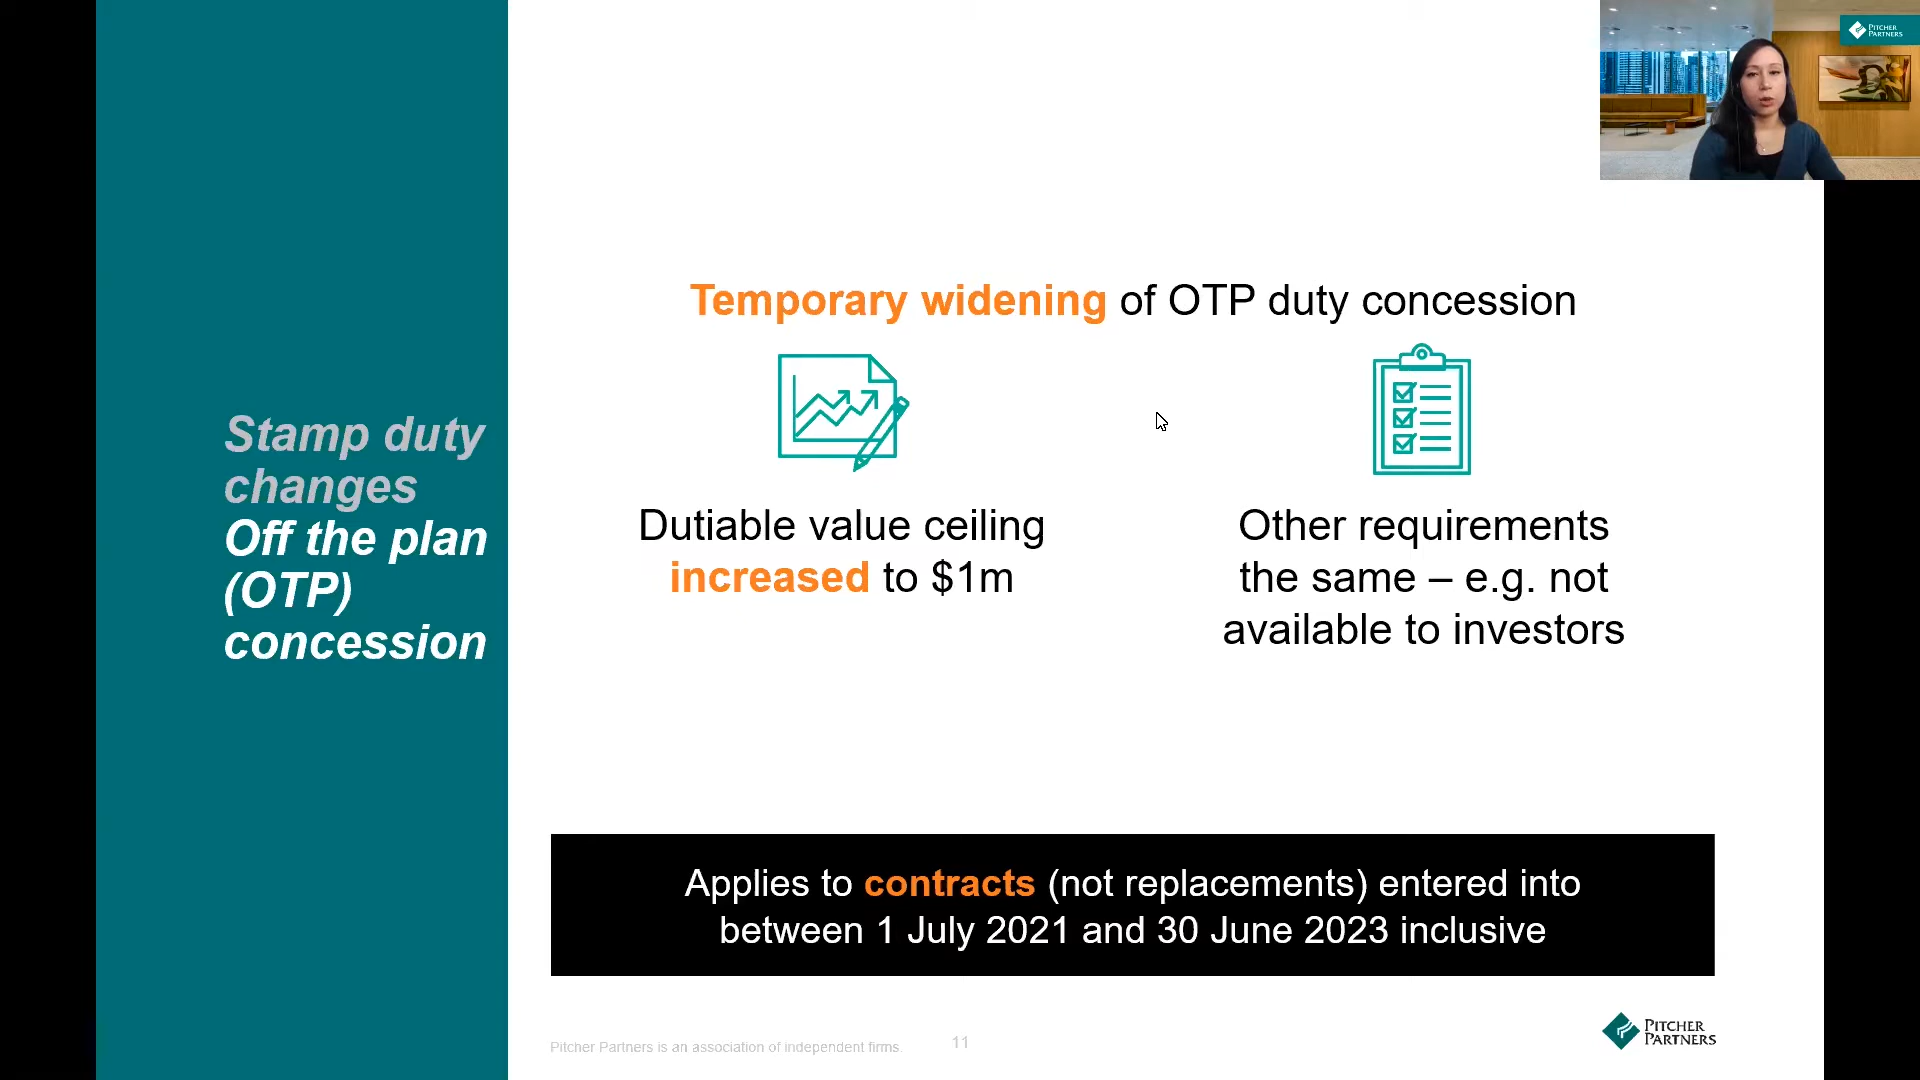 PITCHER
PARTNERS
Temporary widening of OTP duty concession
Stamp duty
changes
Off the plan
(OTP)
concession
Dutiable value ceiling
increased to $1m
Other requirements
the same – e.g. not
available to investors
Applies to contracts (not replacements) entered into
between 1 July 2021 and 30 June 2023 inclusive
Pitcher Partners is an association of independent firms.
11
PITCHER
PARTNERS